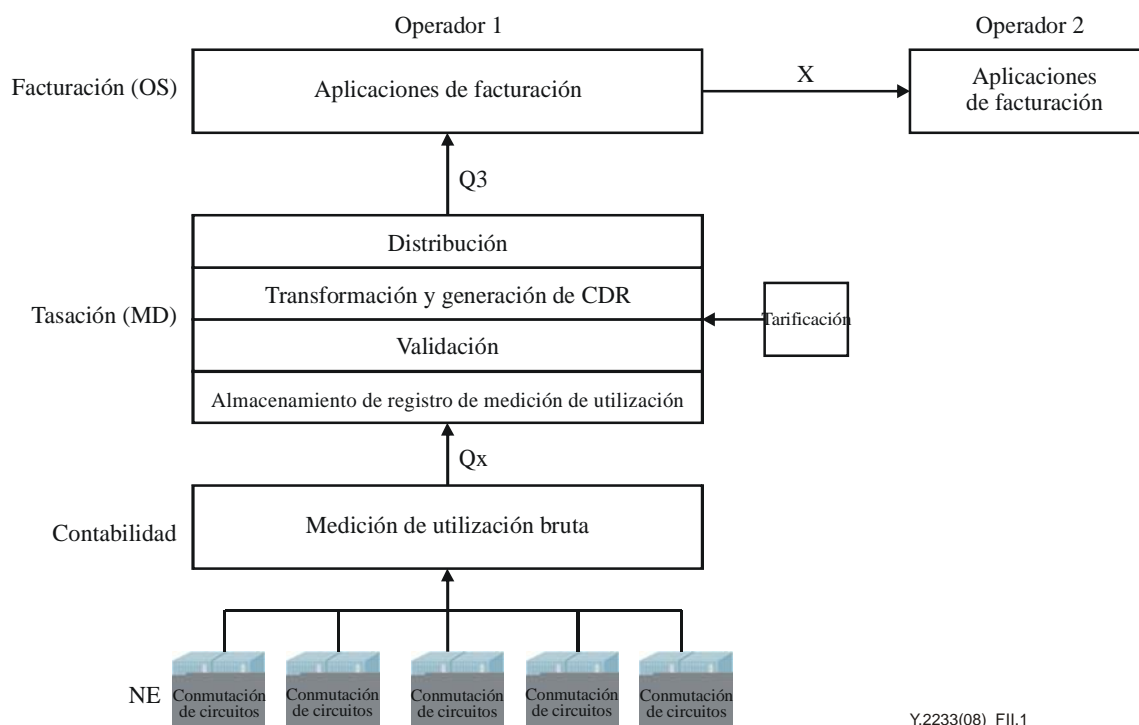 Operador 1
Operador 2
Facturación (OS)
Aplicaciones de facturación
X
Aplicaciones
de facturación
Q3
Distribución
Transformación y generación de CDR
Tasación (MD)
Tarificación
Validación
Almacenamiento de registro de medición de utilización
Qx
Contabilidad
Medición de utilización bruta
NE
Conmutación
de circuitos
Conmutación
de circuitos
Conmutación
de circuitos
Conmutación
de circuitos
Conmutación
de circuitos
Y.2233(08)_FII.1